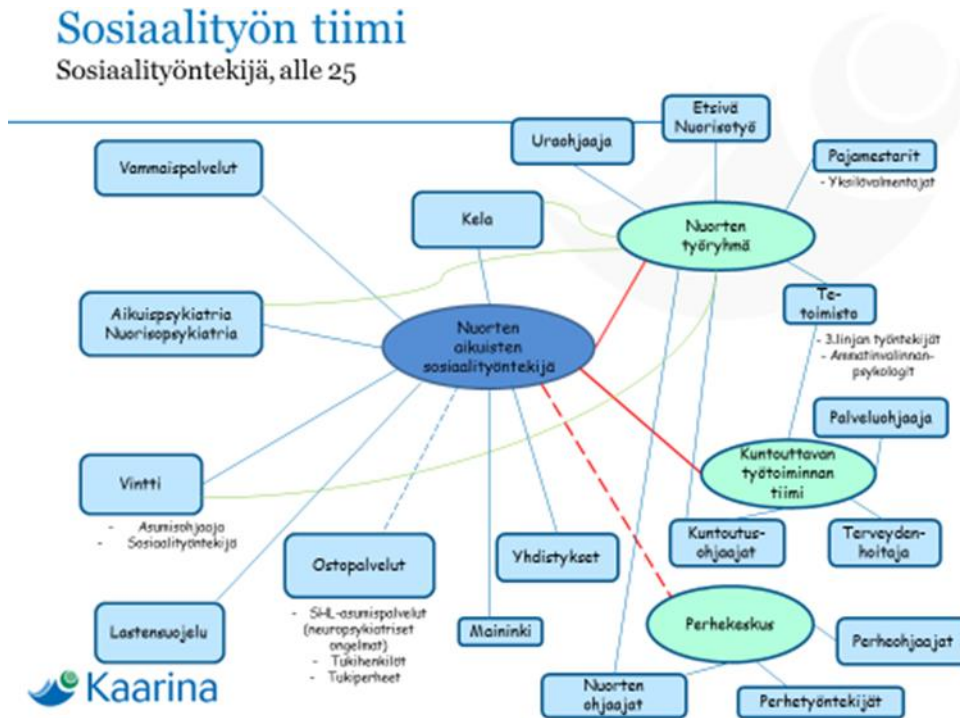 Sosiaalityön tiimi
Sosiaalityöntekijä, alle 25
Etsivä
Nuorisotyö
Uraohjaaja
Pajamestarit
- Yksilövalmentajat
Vammaispalvelut
Kela
Nuorten
työryhmä
Aikuispsykiatria
Nuorisopsykiatria
Nuorten
aikuisten
sosiaalityöntekijä
Te-
toimisto
- 3.linjan työntekijät
- Ammatinvalinnan-
psykologit
Palveluohjaaja
Kuntouttavan
työtoiminnan
tiimi
Vintti
- Asumisohjaaja
- Sosiaalityöntekijä
Kuntoutus-
ohjaajat
Terveyden-
hoitaja
Ostopalvelut
- SHL-asumispalvelut
(neuropsykiatriset
ongelmat)
- Tukihenkilöt
- Tukiperheet
Yhdistykset
Maininki
Lastensuojelu
Perhekeskus
Perheohjaajat
Nuorten
ohjaajat
Perhetyöntekijät
Kaarina